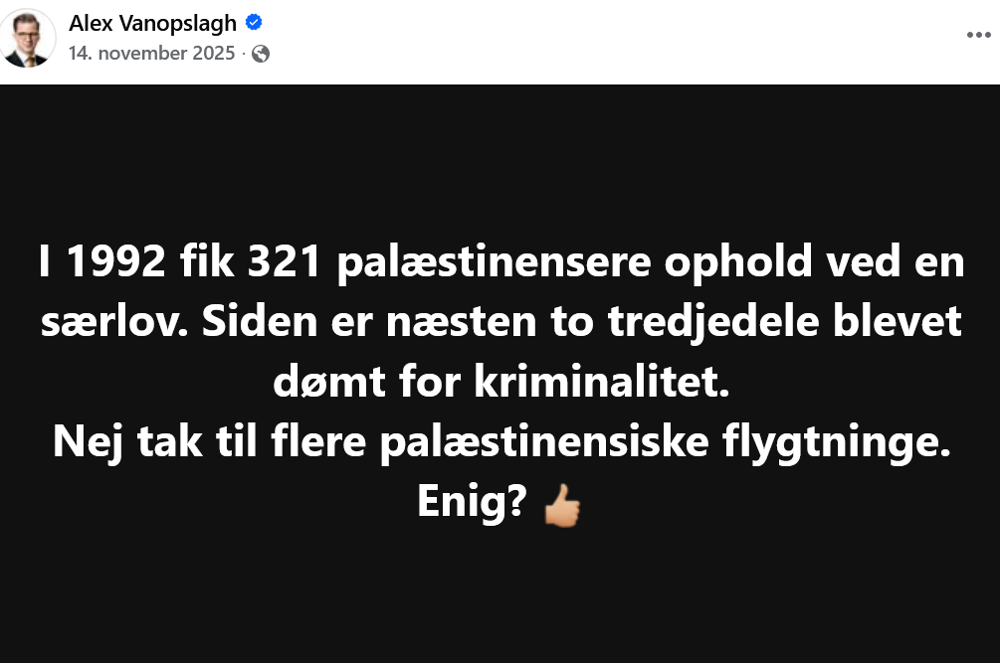 Alex Vanopslagh
14. november 2025 ·
I 1992 fik 321 palæstinensere ophold ved en
særlov. Siden er næsten to tredjedele blevet
dømt for kriminalitet.
Nej tak til flere palæstinensiske flygtninge.
Enig? 👍🏼